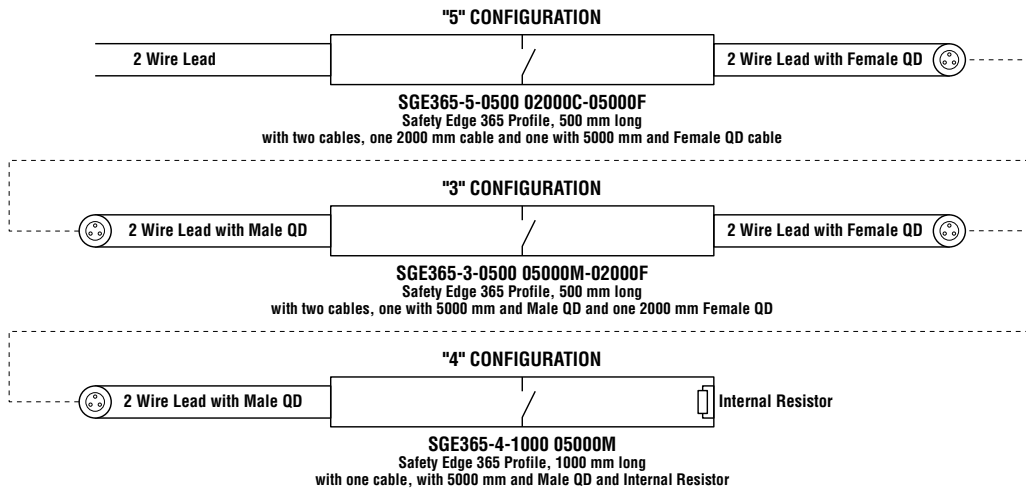 "5" CONFIGURATION
2 Wire Lead
2 Wire Lead with Female QD
SGE365-5-0500 02000C-05000F
Safety Edge 365 Profile, 500 mm long
with two cables, one 2000 mm cable and one with 5000 mm and Female QD cable
"3" CONFIGURATION
2 Wire Lead with Male QD
2 Wire Lead with Female QD
SGE365-3-0500 05000M-02000F
Safety Edge 365 Profile, 500 mm long
with two cables, one with 5000 mm and Male QD and one 2000 mm Female QD
"4" CONFIGURATION
2 Wire Lead with Male QD
Internal Resistor
SGE365-4-1000 05000M
Safety Edge 365 Profile, 1000 mm long
with one cable, with 5000 mm and Male QD and Internal Resistor